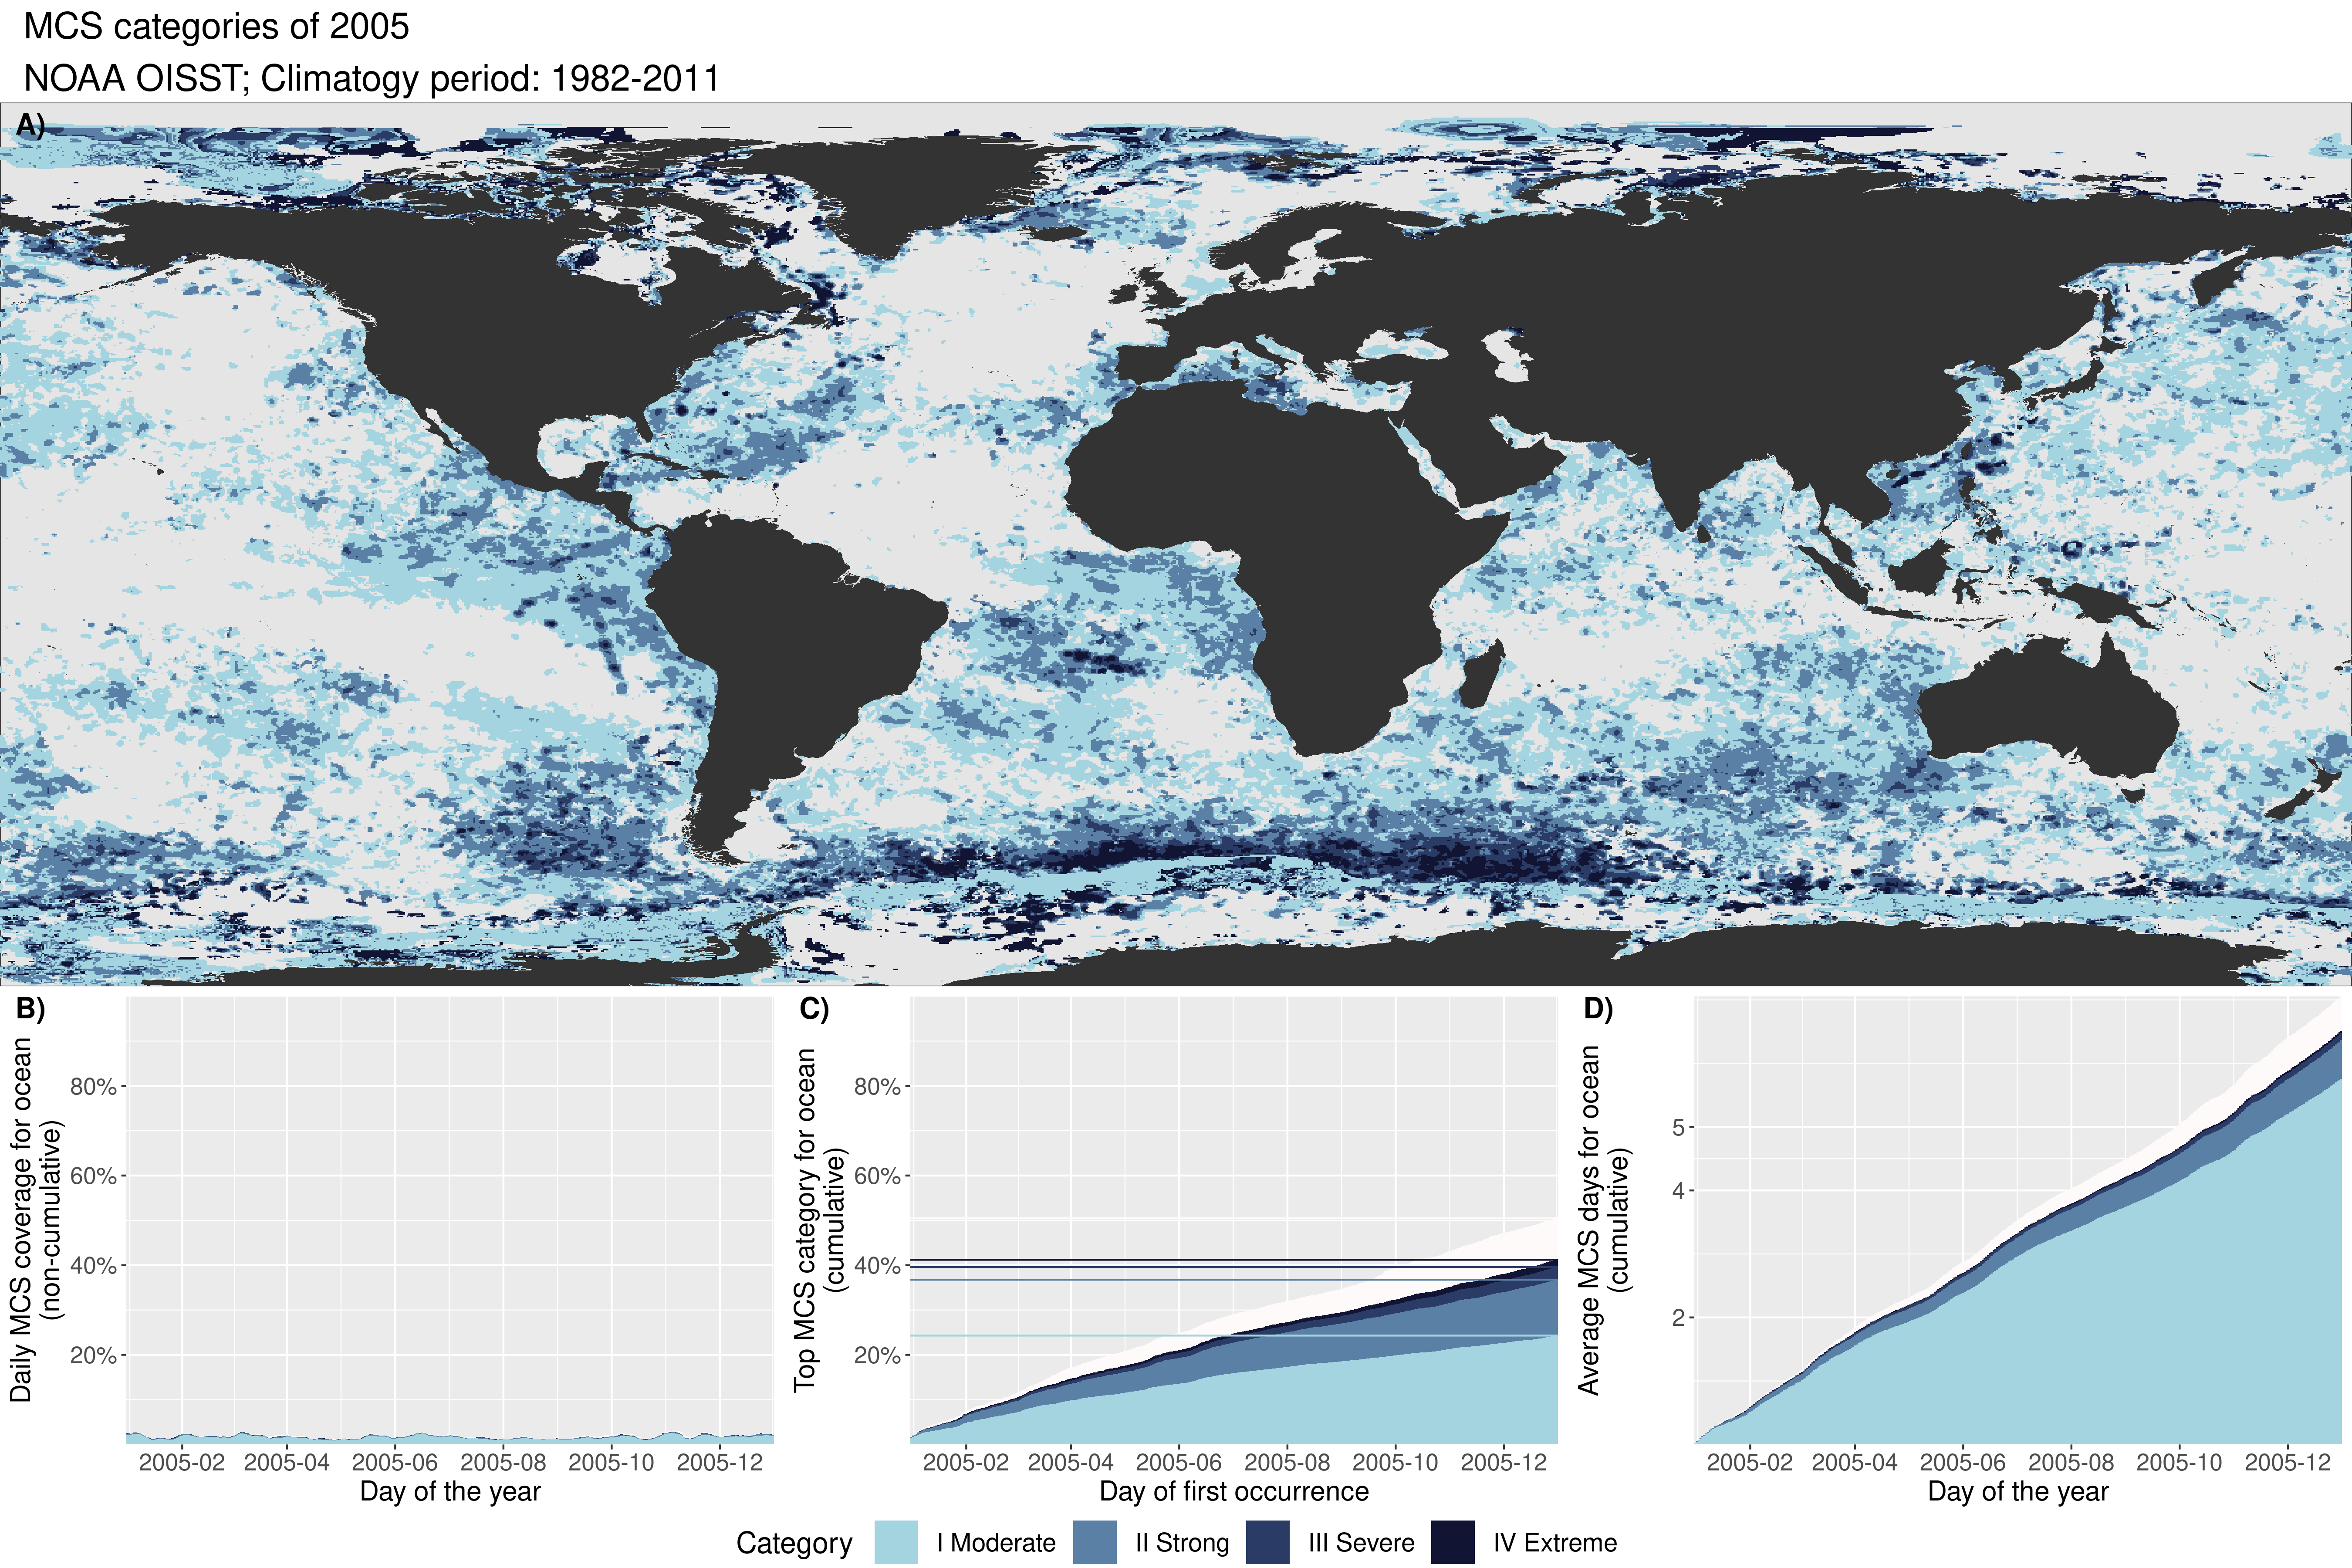 MCS categories of 2005
NOAA OISST; Climatogy period: 1982-2011
A)
B)
Daily MCS coverage for ocean
(non-cumulative)
80%
60%
40%
20%
2005-02 2005-04 2005-06 2005-08 2005-10 2005-12
Day of the year
C)
Top MCS category for ocean
(cumulative)
80%
60%
40%
20%
2005-02 2005-04 2005-06 2005-08 2005-10 2005-12
Day of first occurrence
D)
Average MCS days for ocean
(cumulative)
5
4
2
2005-02 2005-04 2005-06 2005-08 2005-10 2005-12
Day of the year
Category I Moderate II Strong III Severe IV Extreme